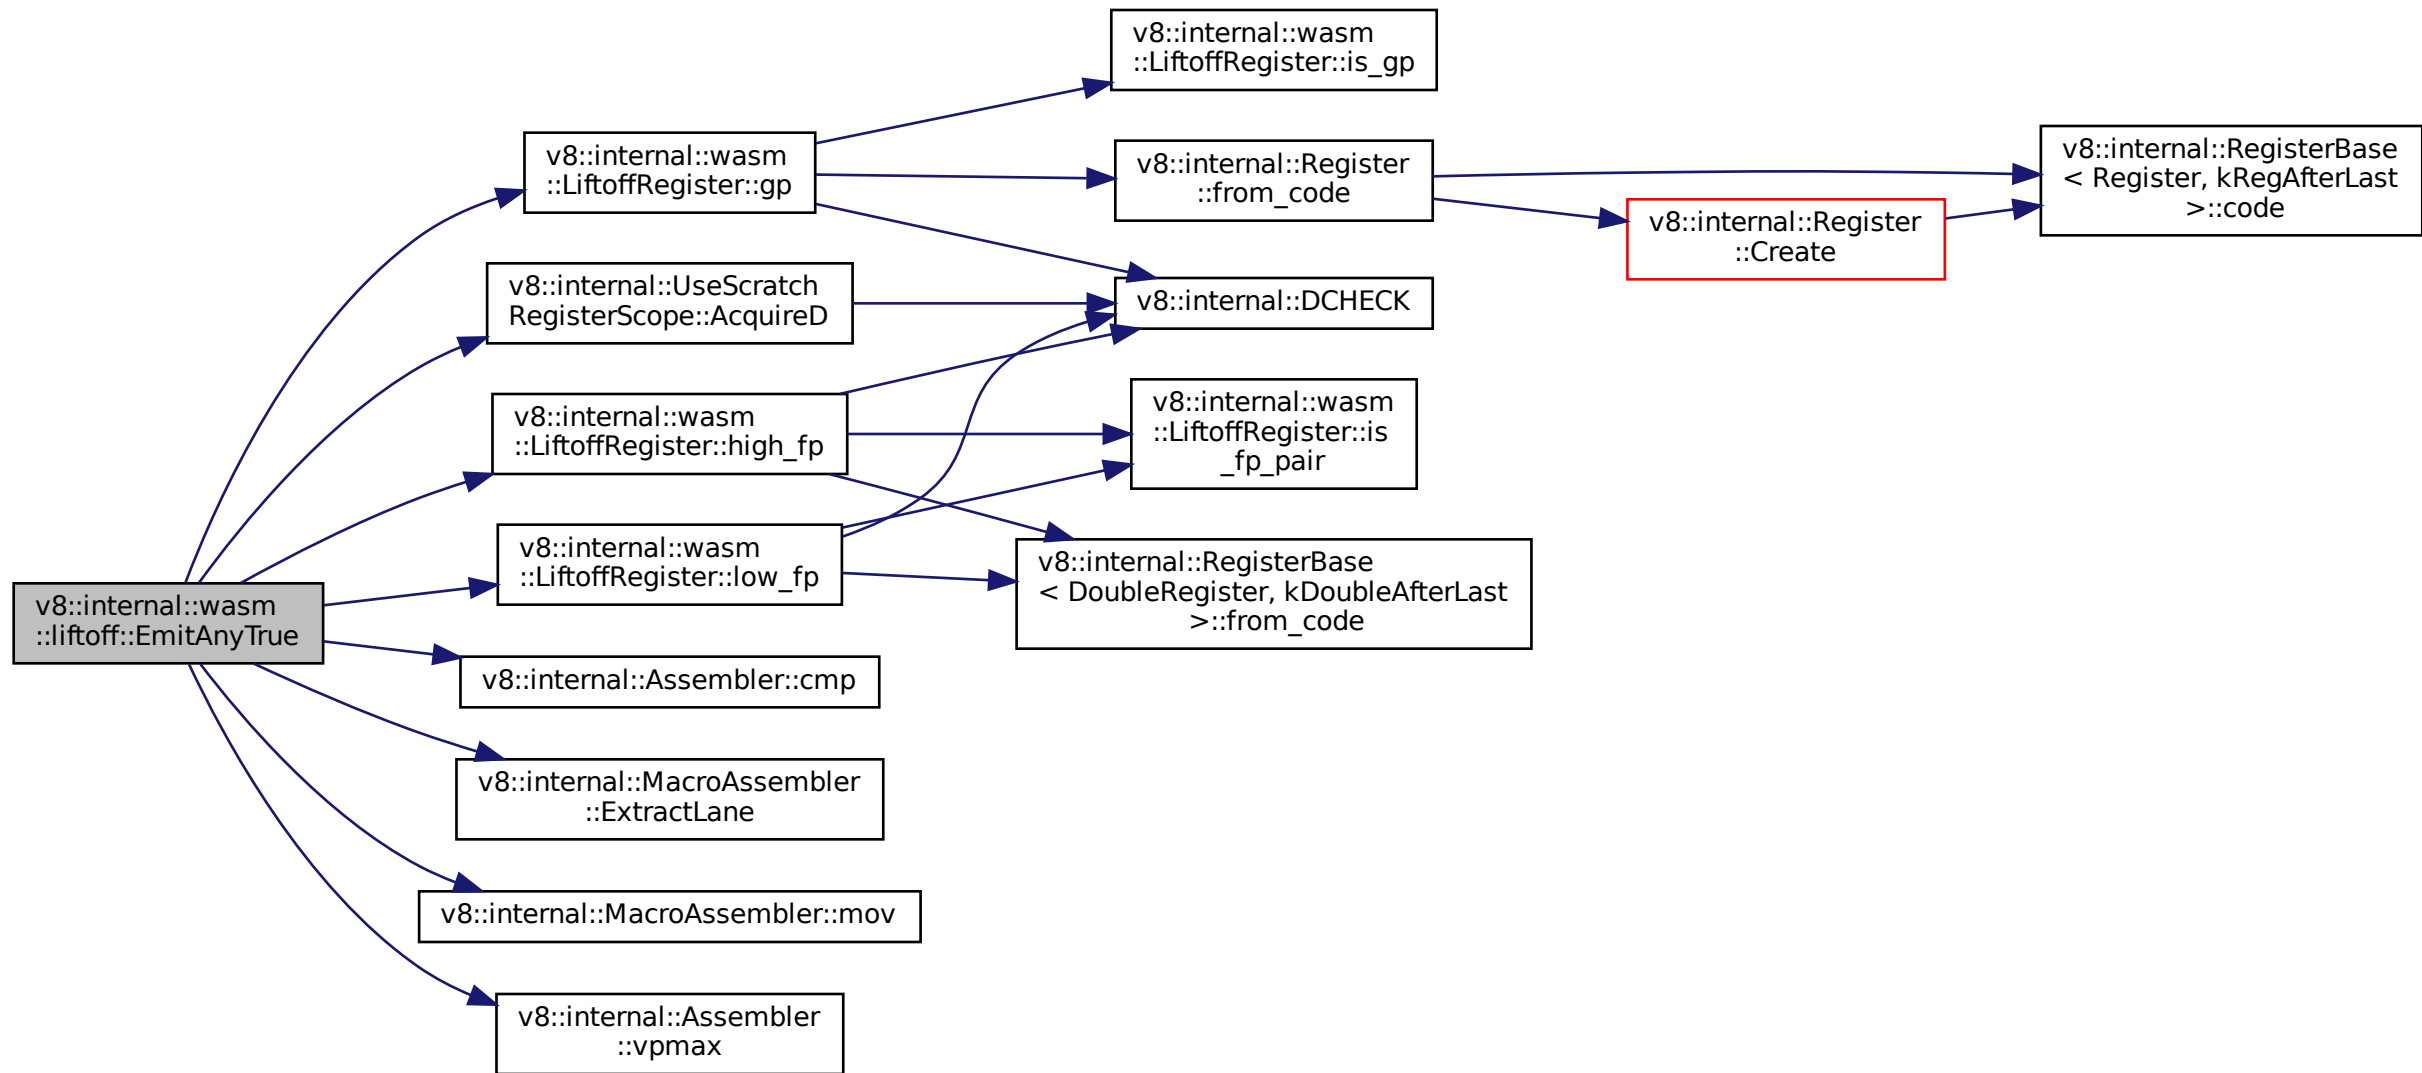 v8::internal::wasm
::liftoff::EmitAnyTrue
v8::internal::wasm
::LiftoffRegister::gp
v8::internal::UseScratch
RegisterScope::AcquireD
v8::internal::wasm
::LiftoffRegister::high_fp
v8::internal::wasm
::LiftoffRegister::low_fp
v8::internal::Assembler::cmp
v8::internal::MacroAssembler
::ExtractLane
v8::internal::MacroAssembler::mov
v8::internal::Assembler
::vpmax
v8::internal::wasm
::LiftoffRegister::is_gp
v8::internal::Register
::from_code
v8::internal::DCHECK
v8::internal::wasm
::LiftoffRegister::is
_fp_pair
v8::internal::RegisterBase
< DoubleRegister, kDoubleAfterLast
>::from_code
v8::internal::Register
::Create
v8::internal::RegisterBase
< Register, kRegAfterLast
>::code